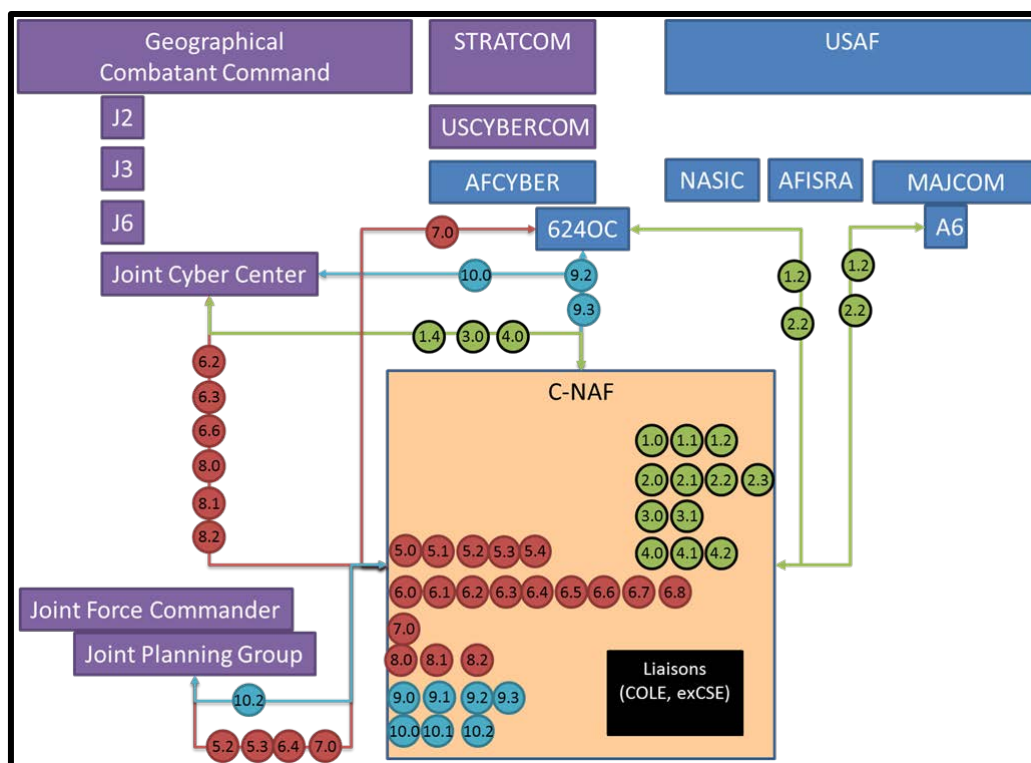 Geographical
Combatant Command
STRATCOM
USAF
J2
USCYBERCOM
J3
AFCYBER
NASIC
AFISRA
MAJCOM
J6
7.0
624OC
A6
Joint Cyber Center
10.0
9.2
1.2
1.2
9.3
2.2
2.2
1.4
3.0
4.0
6.2
6.3
6.6
8.0
8.1
8.2
C-NAF
1.0 1.1 1.2
2.0 2.1 2.2 2.3
3.0 3.1
4.0 4.1 4.2
5.0 5.1 5.2 5.3 5.4
6.0 6.1 6.2 6.3 6.4 6.5 6.6 6.7 6.8
7.0
8.0 8.1 8.2
9.0 9.1 9.2 9.3
10.0 10.1 10.2
Liaisons
(COLE, exCSE)
Joint Force Commander
Joint Planning Group
10.2
5.2 5.3 6.4 7.0